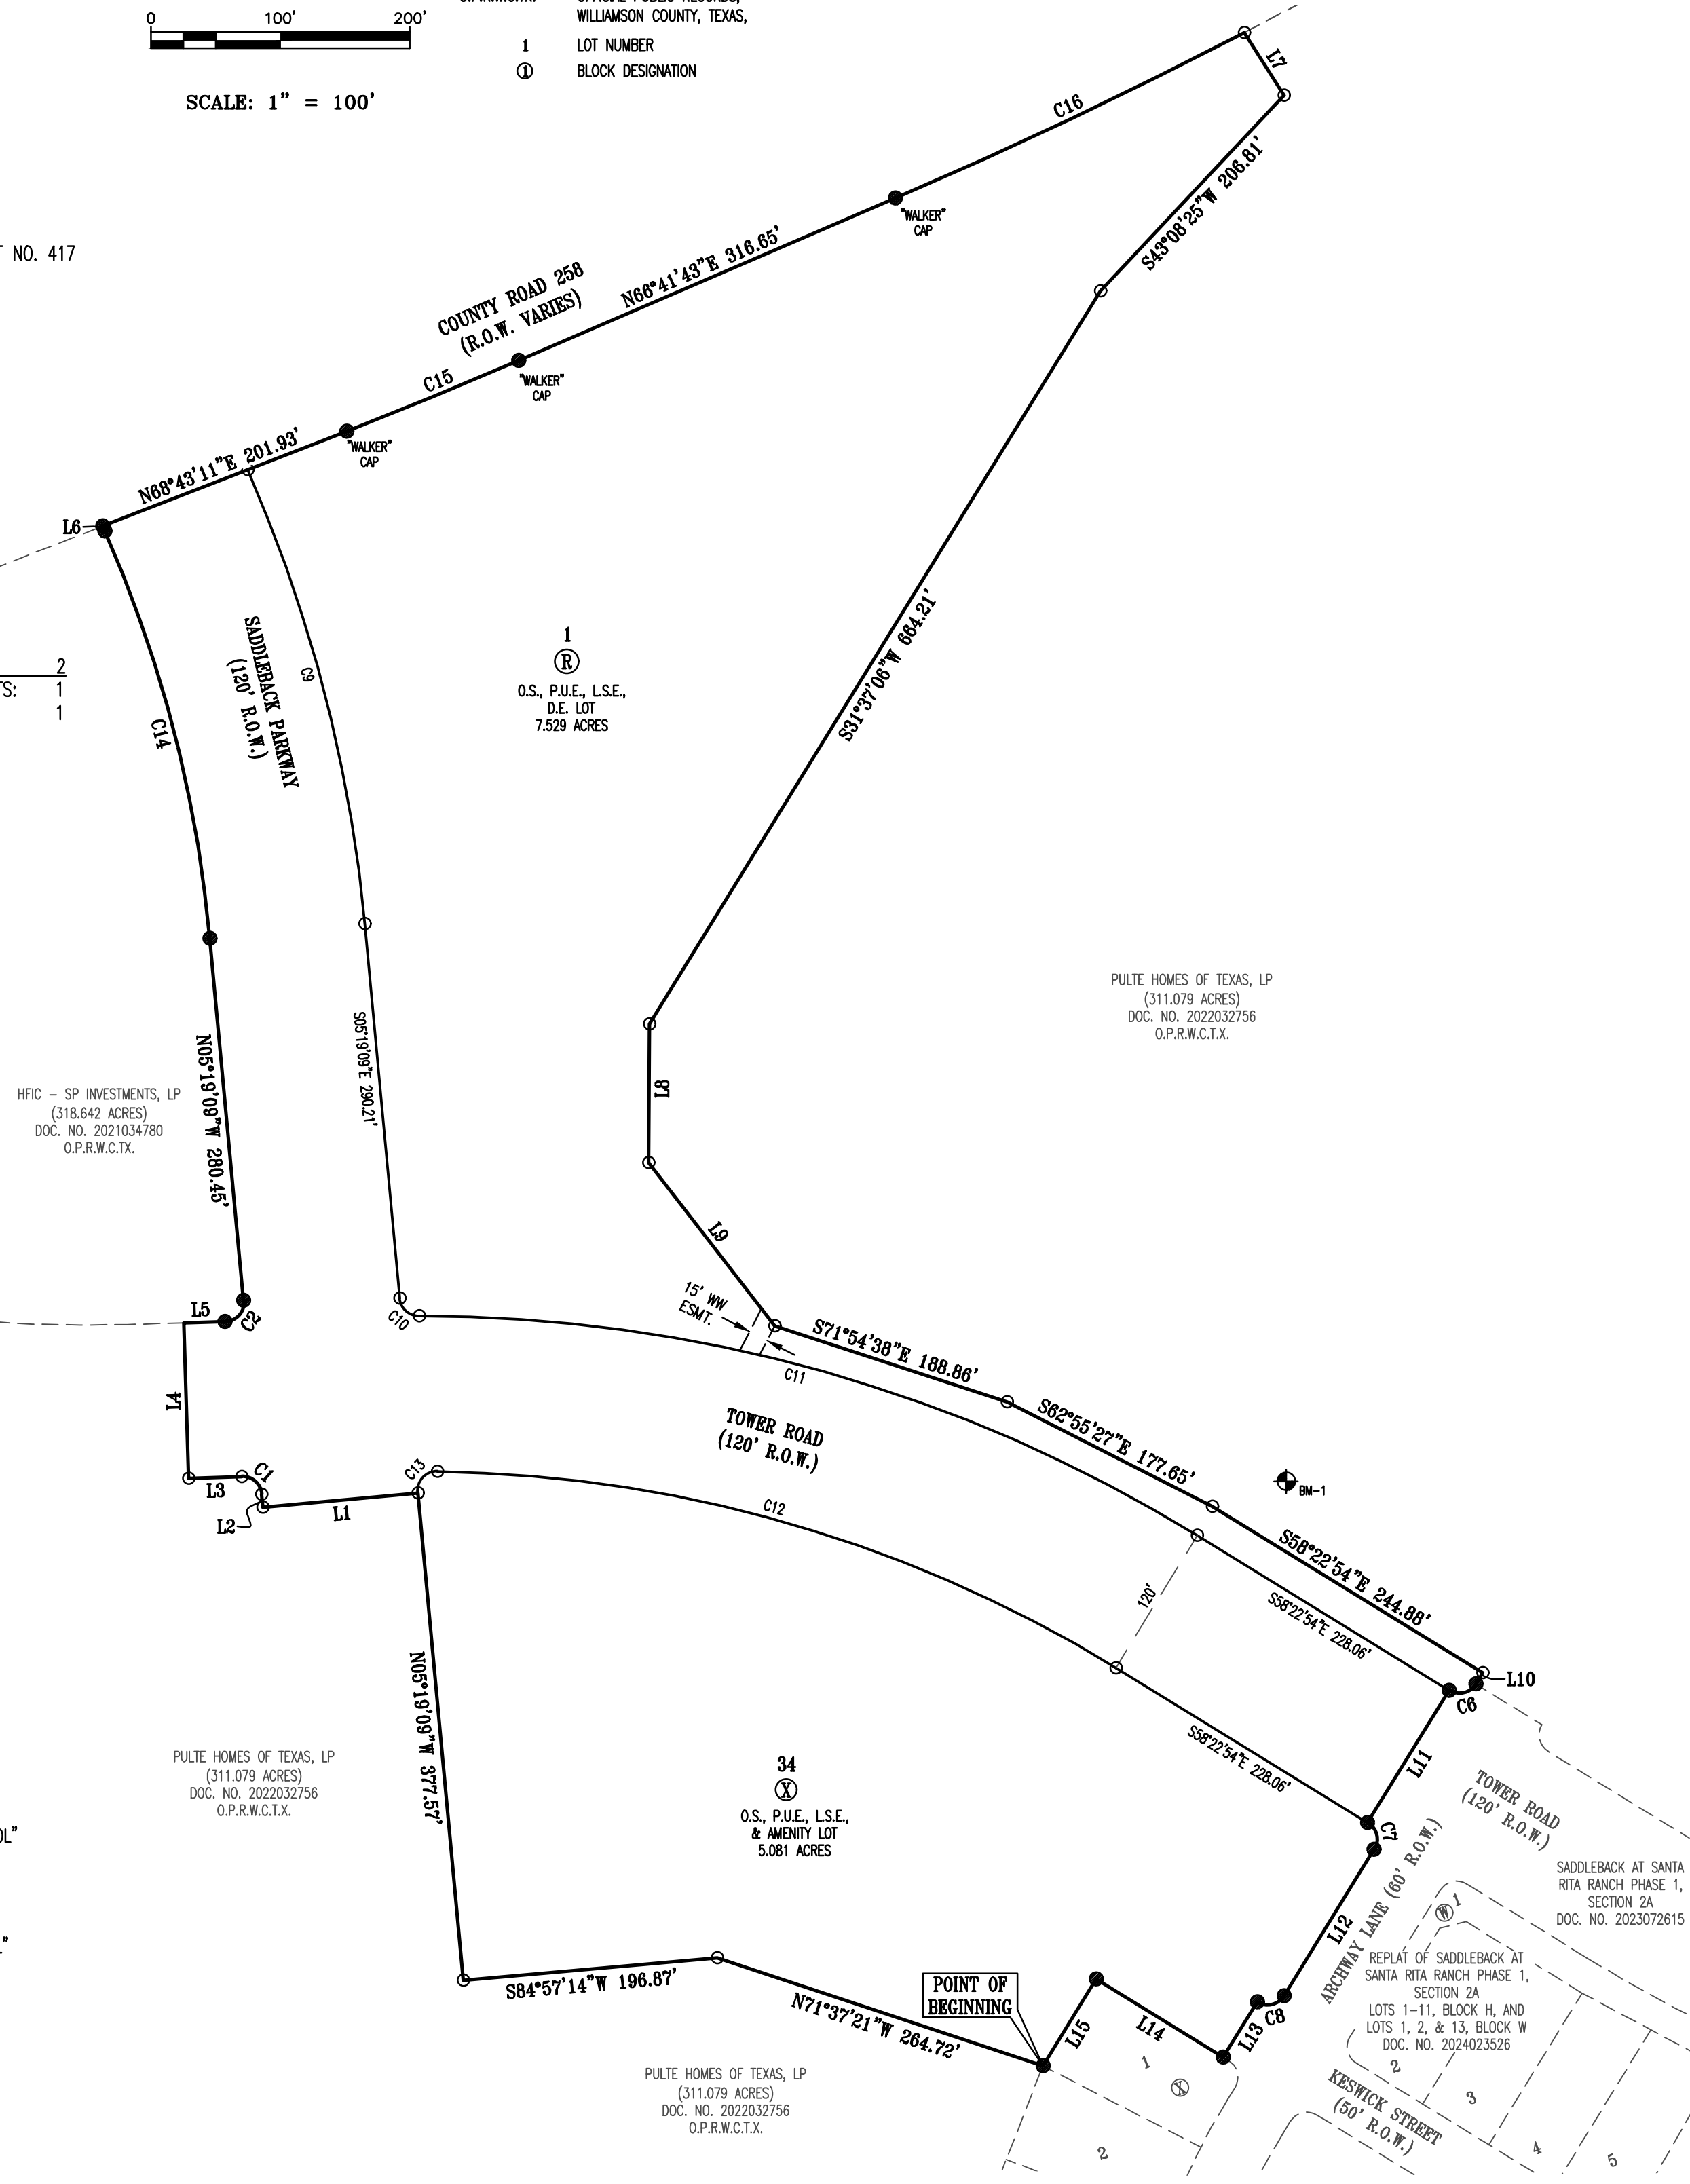 0 100' 200'
SCALE: 1" = 100'
OFFICIAL PUBLIC RECORDS,
WILLIAMSON COUNTY, TEXAS,
1 LOT NUMBER
1 BLOCK DESIGNATION
NO. 417
2
TS: 1
1
L7
C16
S43°08'25"W 206.81'
"WALKER"
CAP
N66°41'43"E 316.65'
COUNTY ROAD 258
(R.O.W. VARIES)
"WALKER"
CAP
C15
"WALKER"
CAP
N68°43'11"E 201.93'
L6
C14
SADDLEBACK PARKWAY
(120' R.O.W.)
C9
1
R
O.S., P.U.E., L.S.E.,
D.E. LOT
7.529 ACRES
S31°37'06"W 664.21'
PULTE HOMES OF TEXAS, LP
(311.079 ACRES)
DOC. NO. 2022032756
O.P.R.W.C.T.X.
HFIC - SP INVESTMENTS, LP
(318.642 ACRES)
DOC. NO. 2021034780
O.P.R.W.C.TX.
N05°19'09"W 280.45'
S05°19'09"E 290.21'
L8
L9
L5
C2
C10
15' WW
ESMT.
C11
S71°54'38"E 188.86'
S62°55'27"E 177.65'
L4
TOWER ROAD
(120' R.O.W.)
L3
C1
L2
L1
C13
C12
BM-1
S58°22'54"E 244.88'
120'
S58°22'54"E 228.06'
L10
C6
S58°22'54"E 228.06'
L11
C7
N05°19'09"W 377.57'
PULTE HOMES OF TEXAS, LP
(311.079 ACRES)
DOC. NO. 2022032756
O.P.R.W.C.T.X.
34
X
O.S., P.U.E., L.S.E.,
& AMENITY LOT
5.081 ACRES
OL"
TOWER ROAD
(120' R.O.W.)
ARCHWAY LANE (60' R.O.W.)
SADDLEBACK AT SANTA
RITA RANCH PHASE 1,
SECTION 2A
DOC. NO. 2023072615
W 1
L12
REPLAT OF SADDLEBACK AT
SANTA RITA RANCH PHASE 1,
SECTION 2A
LOTS 1-11, BLOCK H, AND
LOTS 1, 2, & 13, BLOCK W
DOC. NO. 2024023526
S84°57'14"W 196.87'
N71°37'21"W 264.72'
POINT OF
BEGINNING
L15
L14
L13
C8
1
X
2
2
3
4
5
KESWICK STREET
(50' R.O.W.)
PULTE HOMES OF TEXAS, LP
(311.079 ACRES)
DOC. NO. 2022032756
O.P.R.W.C.T.X.